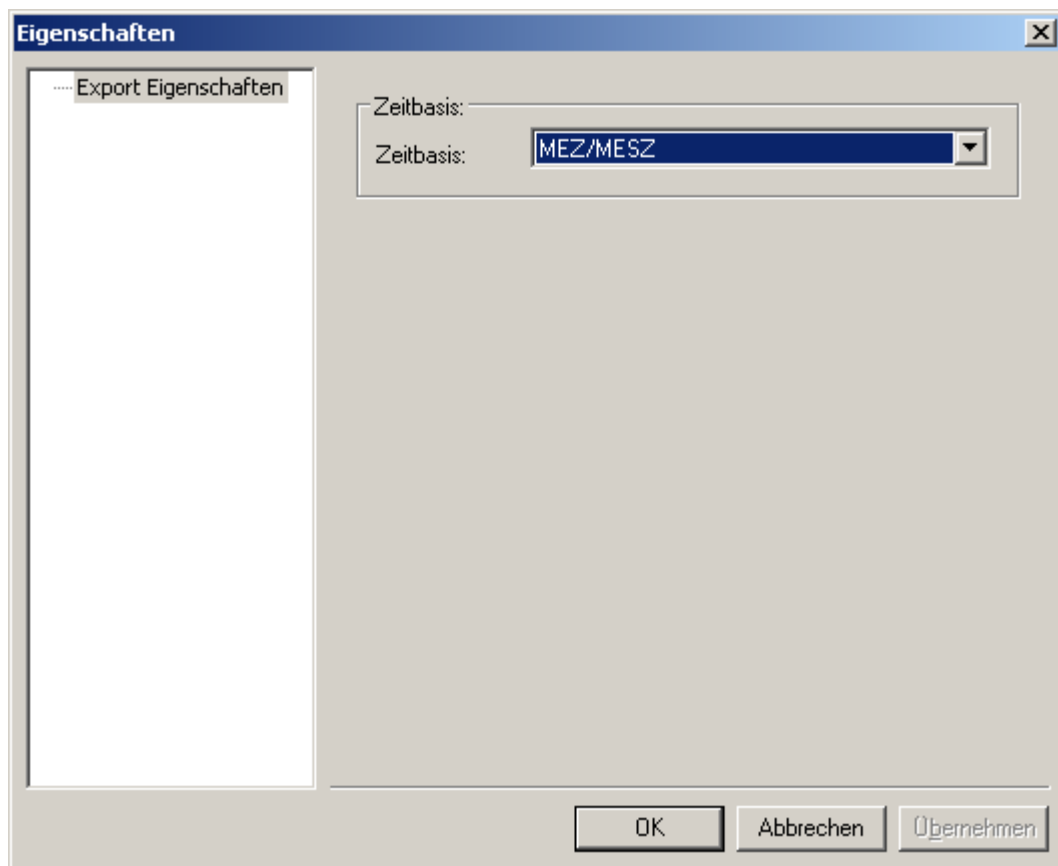 Eigenschaften
Export Eigenschaften
Zeitbasis:
Zeitbasis: MEZ/MESZ
OK Abbrechen Übernehmen